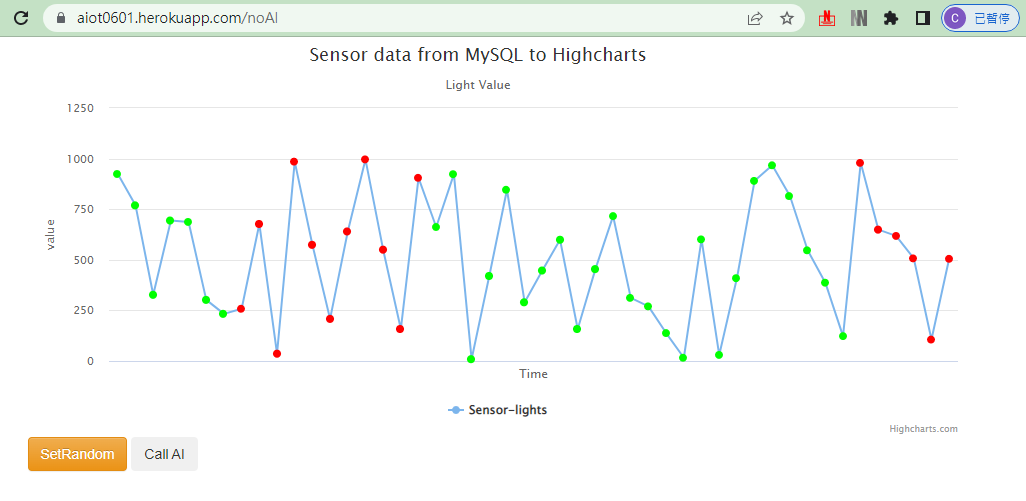 aiot0601.herokuapp.com/noAI
C 已暫停
Sensor data from MySQL to Highcharts
Light Value
value
1250
1000
750
500
250
0
Time
Sensor-lights
Highcharts.com
SetRandom Call AI